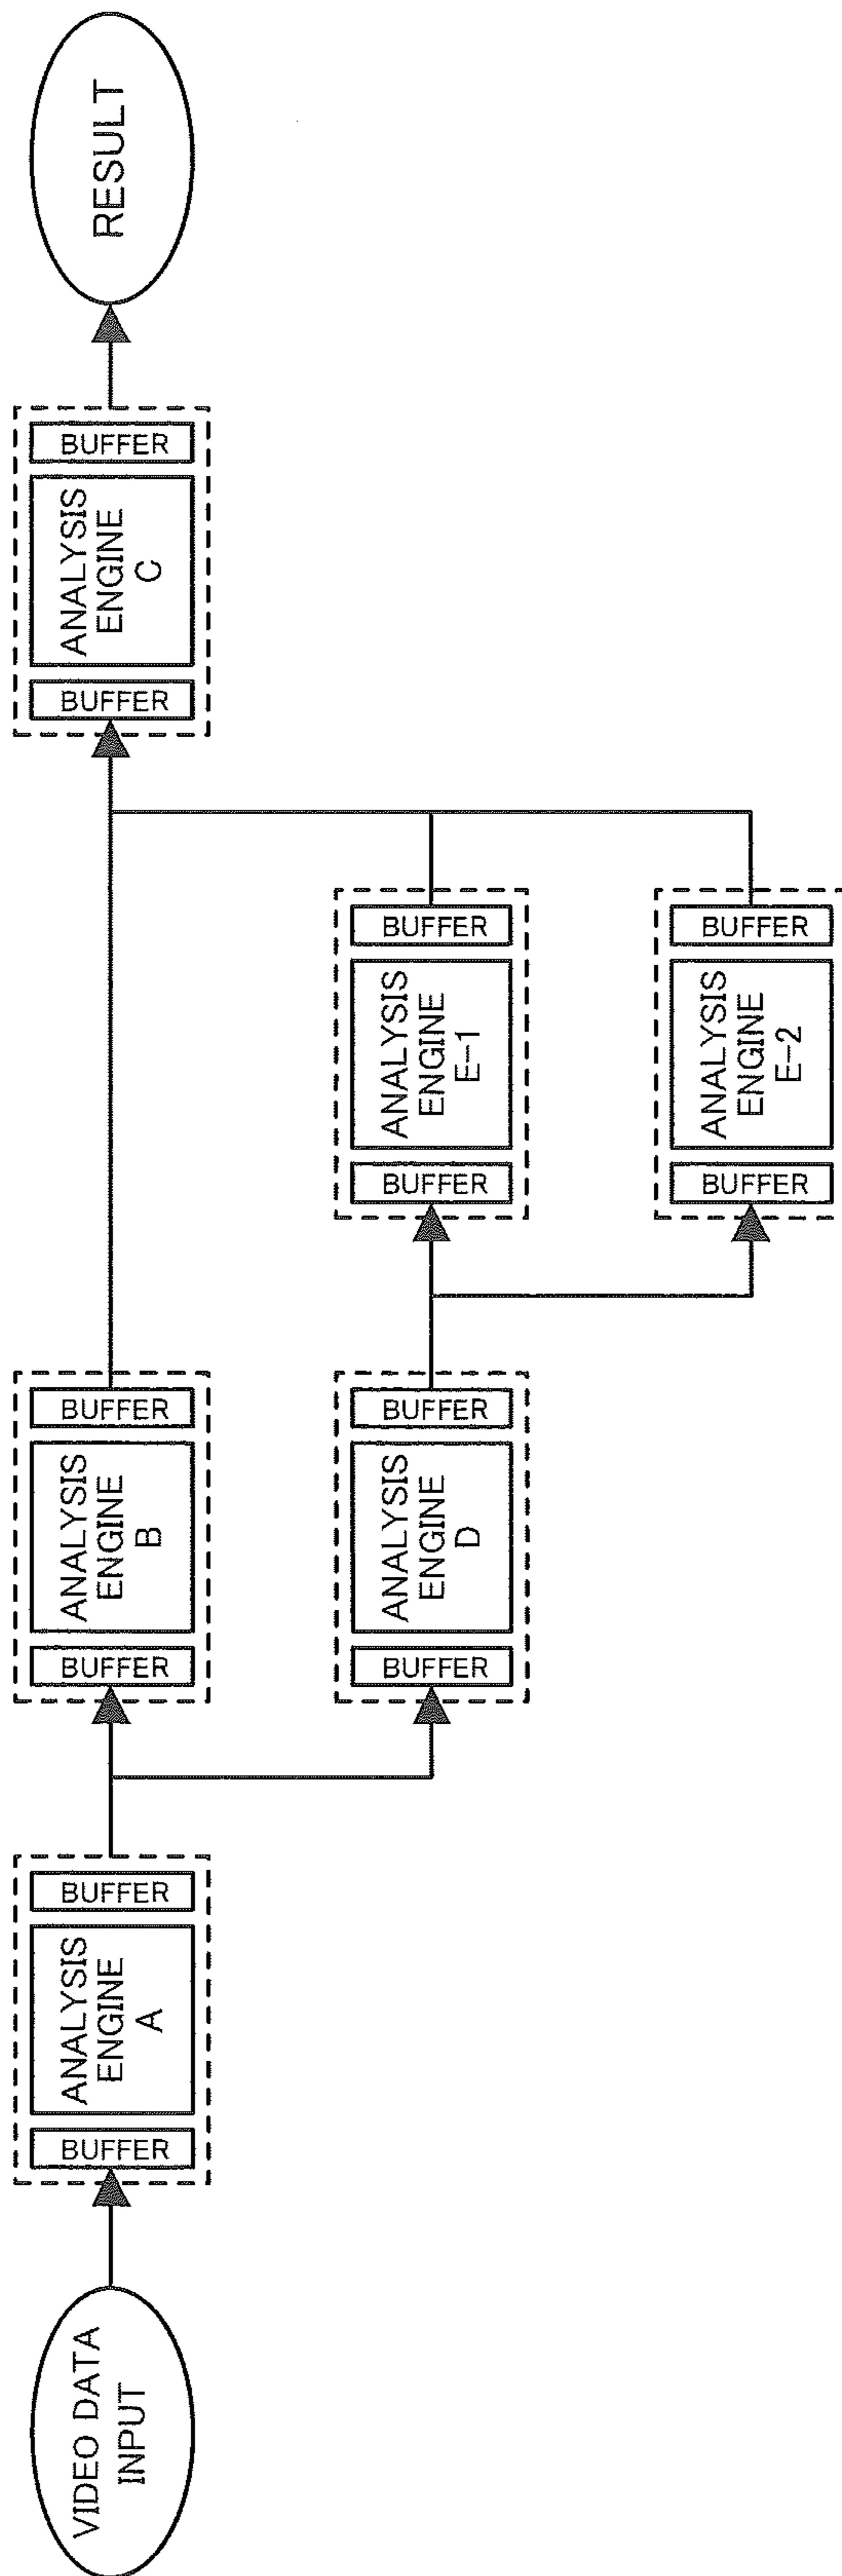 VIDEO DATA
INPUT
BUFFER
ANALYSIS
ENGINE
A
BUFFER
BUFFER
ANALYSIS
ENGINE
B
BUFFER
BUFFER
ANALYSIS
ENGINE
C
BUFFER
RESULT
BUFFER
ANALYSIS
ENGINE
D
BUFFER
BUFFER
ANALYSIS
ENGINE
E-1
BUFFER
BUFFER
ANALYSIS
ENGINE
E-2
BUFFER